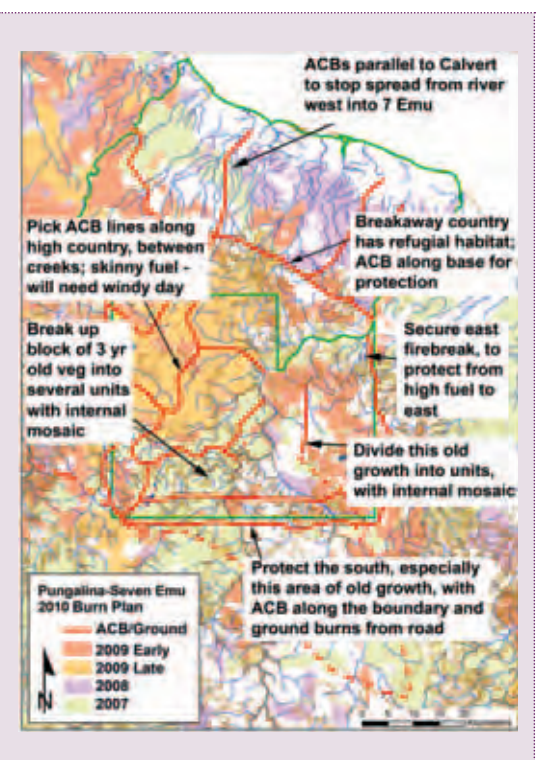 ACBs parallel to Calvert
to stop spread from river
west into 7 Emu
Pick ACB lines along
high country, between
creeks; skinny fuel -
will need windy day
Breakaway country
has refugial habitat;
ACB along base for
protection
Break up
block of 3 yr
old veg into
several units
with internal
mosaic
Secure east
firebreak, to
protect from
high fuel to
east
Divide this old
growth into units,
with internal mosaic
Protect the south, especially
this area of old growth, with
ACB along the boundary and
ground burns from road
Pungalina-Seven Emu
2010 Burn Plan
ACB/Ground
2009 Early
2009 Late
2008
2007
N